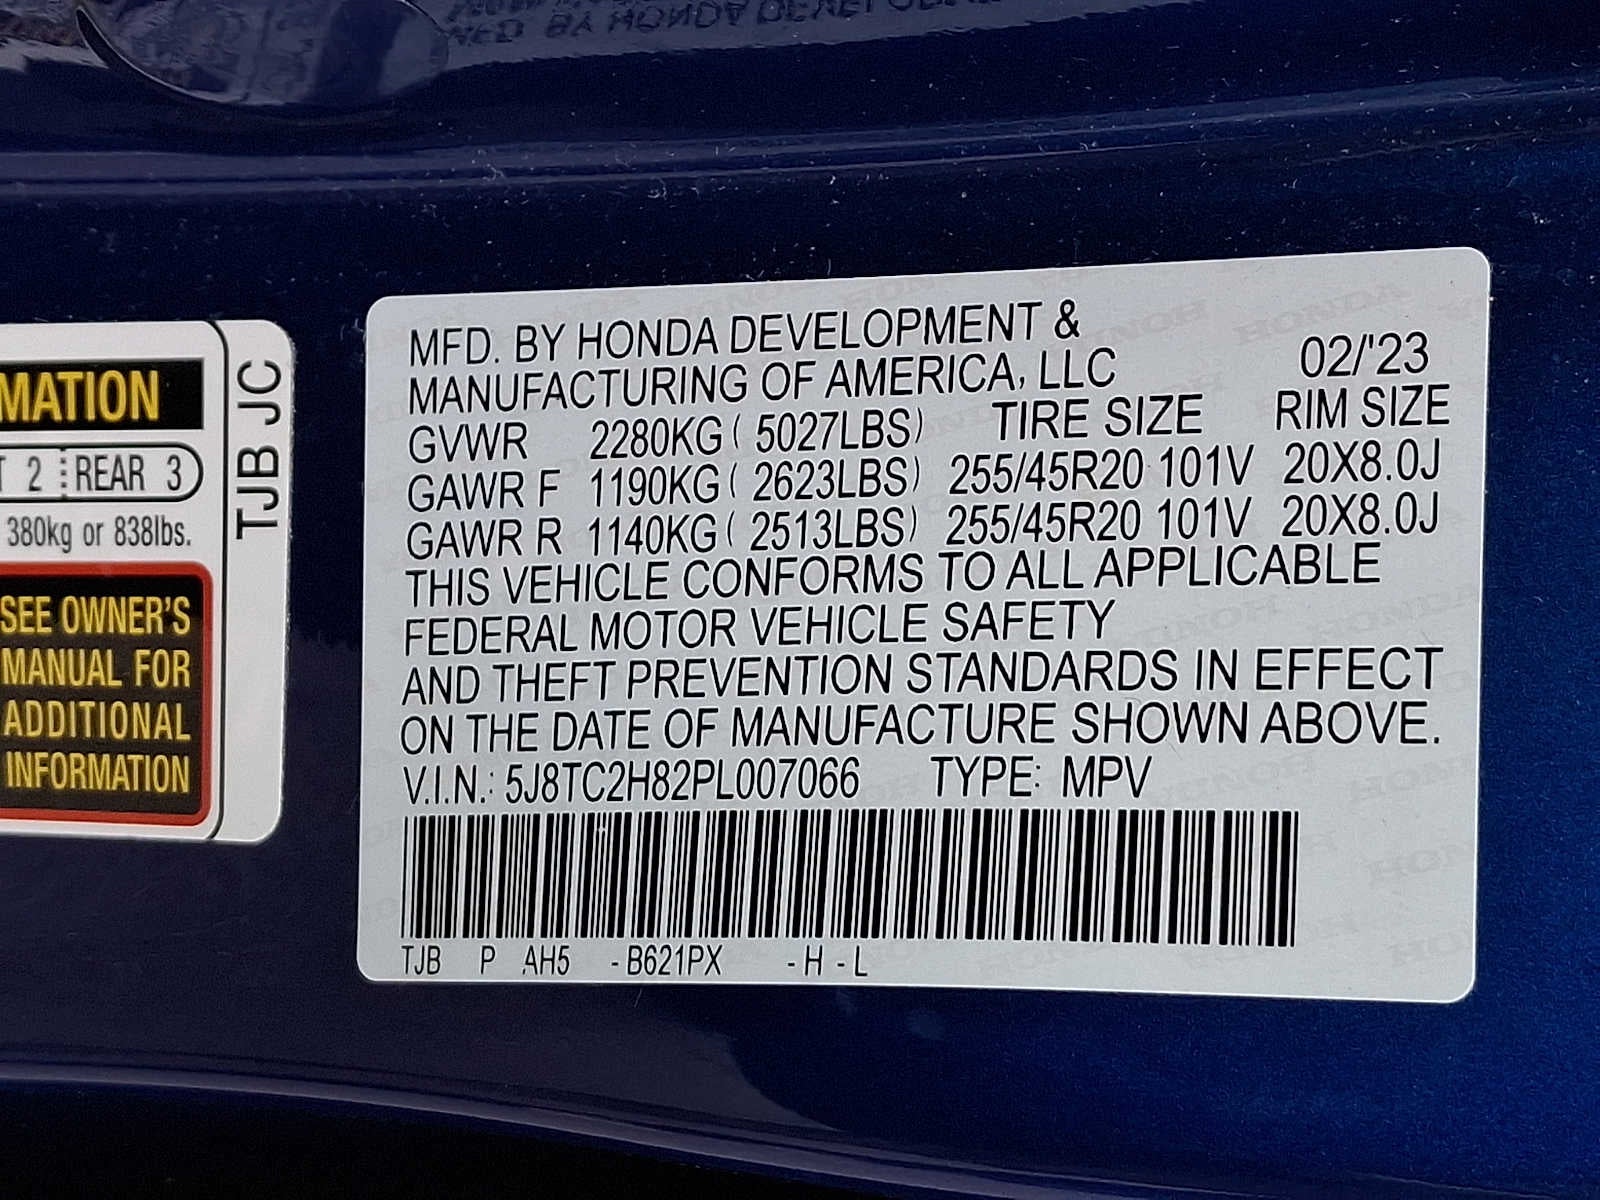 MATION
T 2 REAR 3
380kg or 838lbs.
SEE OWNER'S
MANUAL FOR
ADDITIONAL
INFORMATION
TJB JC
MFD. BY HONDA DEVELOPMENT &
MANUFACTURING OF AMERICA, LLC 02/'23
GVWR 2280KG ( 5027LBS) TIRE SIZE RIM SIZE
GAWR F 1190KG ( 2623LBS) 255/45R20 101V 20X8.0J
GAWR R 1140KG ( 2513LBS) 255/45R20 101V 20X8.0J
THIS VEHICLE CONFORMS TO ALL APPLICABLE
FEDERAL MOTOR VEHICLE SAFETY
AND THEFT PREVENTION STANDARDS IN EFFECT
ON THE DATE OF MANUFACTURE SHOWN ABOVE.
V.I.N.: 5J8TC2H82PL007066 TYPE: MPV
TJB P AH5 -B621PX -H-L